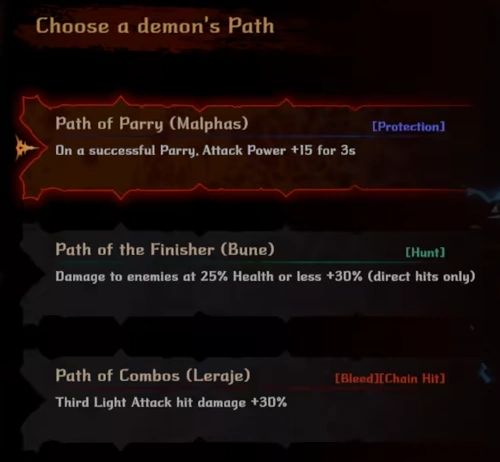 Choose a demon's Path
Path of Parry (Malphas) [Protection]
On a successful Parry, Attack Power +15 for 3s
Path of the Finisher (Bune) [Hunt]
Damage to enemies at 25% Health or less +30% (direct hits only)
Path of Combos (Leraje) [Bleed][Chain Hit]
Third Light Attack hit damage +30%